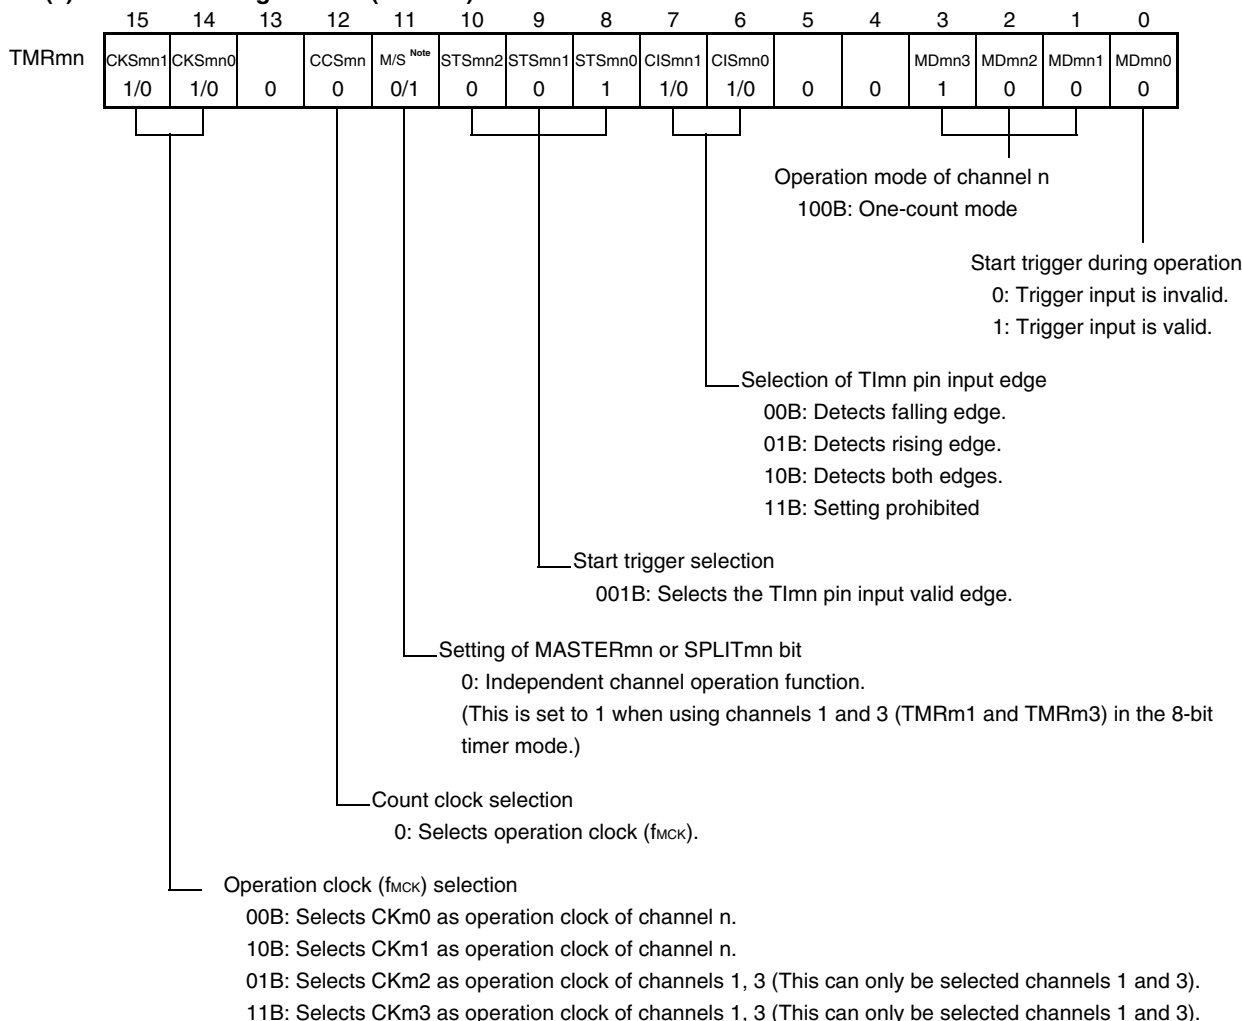 15 14 13 12 11 10 9 8 7 6 5 4 3 2 1 0
TMRmn CKSmn1 CKSmn0 CCSmn M/S Note STSmn2 STSmn1 STSmn0 CISmn1 CISmn0 MDmn3 MDmn2 MDmn1 MDmn0
1/0 1/0 0 0 0/1 0 0 1 1/0 1/0 0 0 1 0 0 0
Operation mode of channel n
100B: One-count mode
Start trigger during operation
0: Trigger input is invalid.
1: Trigger input is valid.
Selection of TImn pin input edge
00B: Detects falling edge.
01B: Detects rising edge.
10B: Detects both edges.
11B: Setting prohibited
Start trigger selection
001B: Selects the TImn pin input valid edge.
Setting of MASTERmn or SPLITmn bit
0: Independent channel operation function.
(This is set to 1 when using channels 1 and 3 (TMRm1 and TMRm3) in the 8-bit
timer mode.)
Count clock selection
0: Selects operation clock (fMCK).
Operation clock (fMCK) selection
00B: Selects CKm0 as operation clock of channel n.
10B: Selects CKm1 as operation clock of channel n.
01B: Selects CKm2 as operation clock of channels 1, 3 (This can only be selected channels 1 and 3).
11B: Selects CKm3 as operation clock of channels 1, 3 (This can only be selected channels 1 and 3).